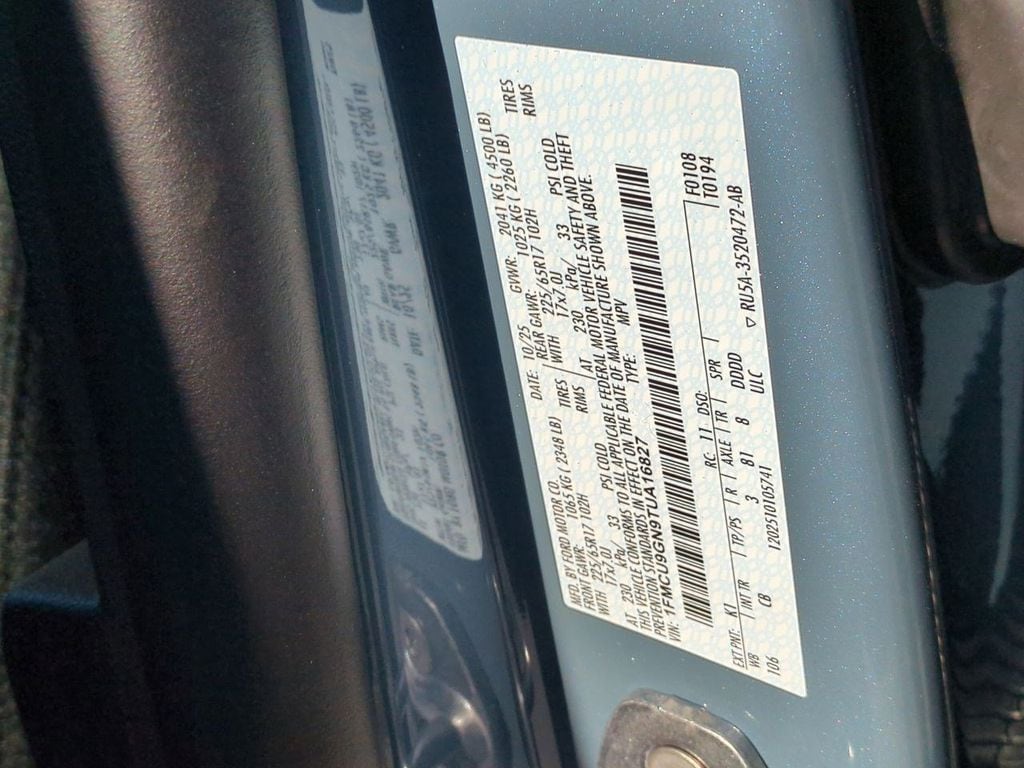 MFD. BY FORD MOTOR CO. DATE: 10/25 GVWR: 2041 KG ( 4500 LB)
FRONT GAWR: 1065 KG ( 2348 LB) REAR GAWR: 1025 KG ( 2260 LB)
WITH 225/65R17 102H TIRES WITH 225/65R17 102H TIRES
17x7.0J RIMS 17x7.0J RIMS
AT 230 kPa/ 33 PSI COLD AT 230 kPa/ 33 PSI COLD
THIS VEHICLE CONFORMS TO ALL APPLICABLE FEDERAL MOTOR VEHICLE SAFETY AND THEFT
PREVENTION STANDARDS IN EFFECT ON THE DATE OF MANUFACTURE SHOWN ABOVE.
VIN: 1FMCU9GN9TUA16827 TYPE: MPV
F0108
T0194
EXT PNT: K1 RC: 11 DSO:
WB INT TR TP/PS R AXLE TR SPR
106 CB 3 81 8 DDDD
120251010574I ULC ▽ RU5A-3520472-AB